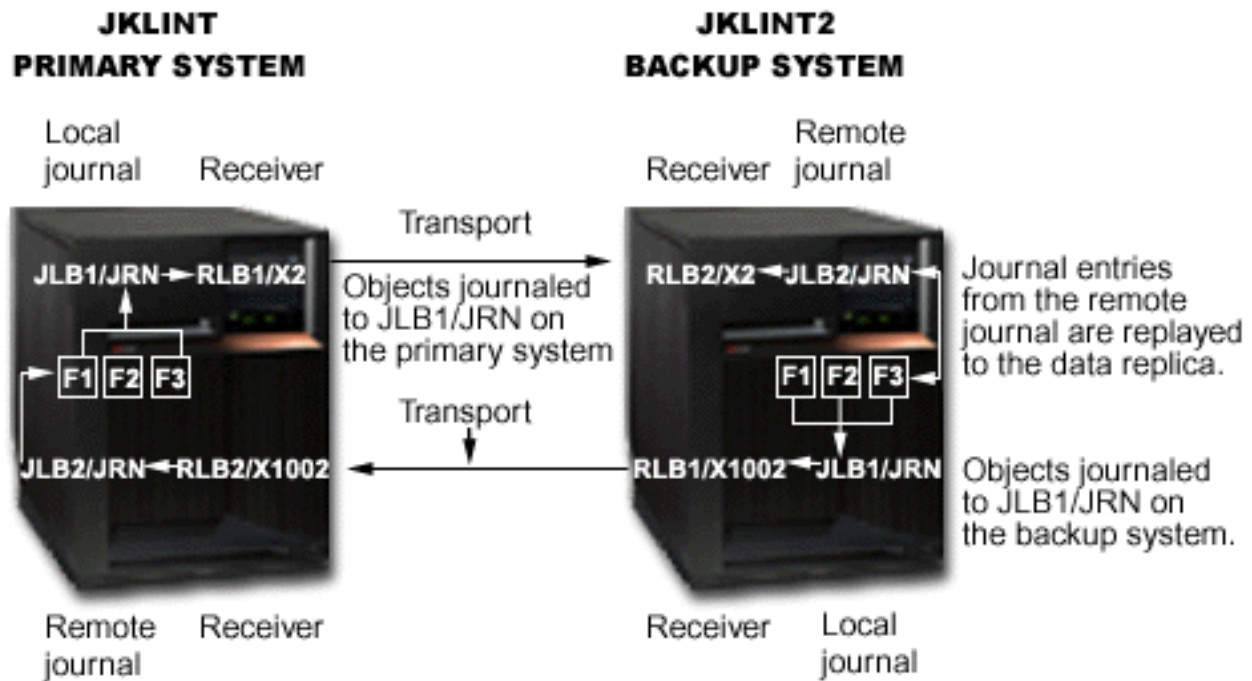 JKLINT
PRIMARY SYSTEM
JKLINT2
BACKUP SYSTEM
Local
journal
Receiver
Receiver
Remote
journal
JLB1/JRN
RLB1/X2
F1
F2
F3
JLB2/JRN
RLB2/X1002
Transport
Objects journaled
to JLB1/JRN on
the primary system
Transport
RLB2/X2
JLB2/JRN
F1
F2
F3
RLB1/X1002
JLB1/JRN
Journal entries
from the remote
journal are replayed
to the data replica.
Objects journaled
to JLB1/JRN on
the backup system.
Remote
journal
Receiver
Receiver
Local
journal